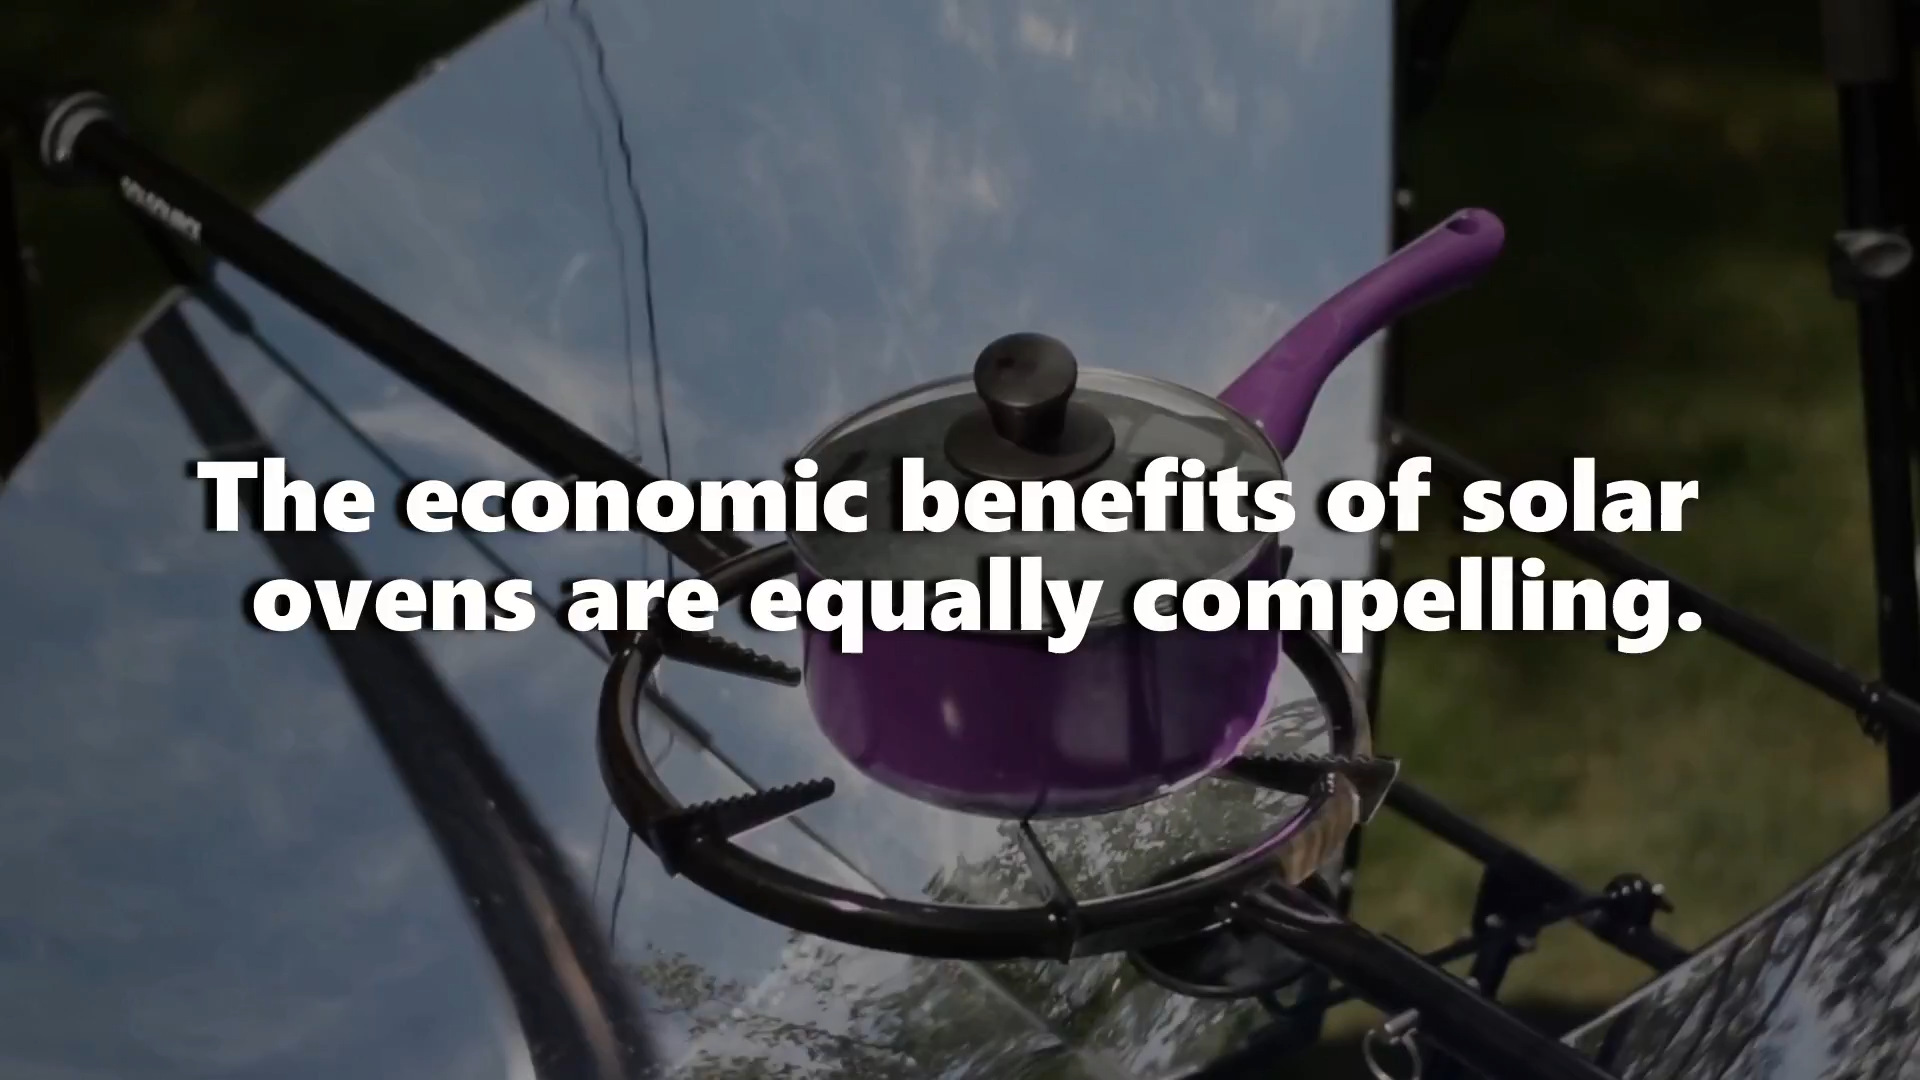 The economic benefits of solar
ovens are equally compelling.